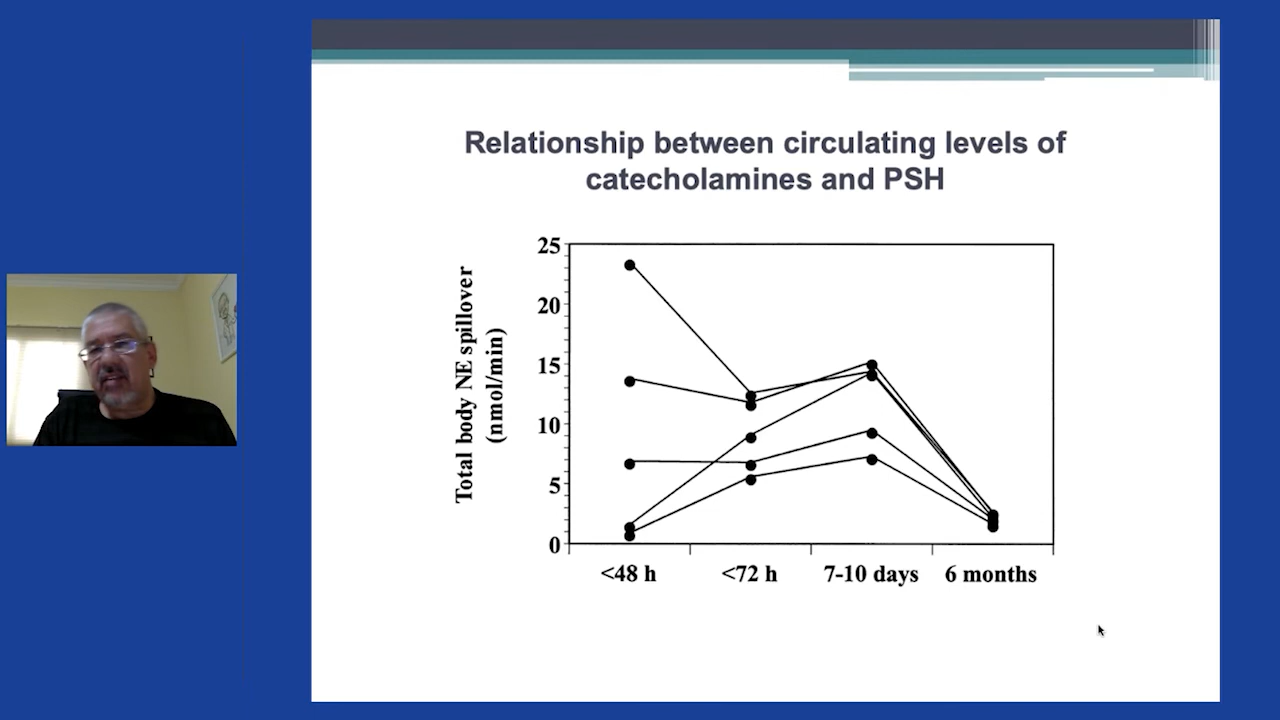 Relationship between circulating levels of
catecholamines and PSH
Total body NE spillover
(nmol/min)
25
20
15
10
5
0
<48 h <72 h 7-10 days 6 months